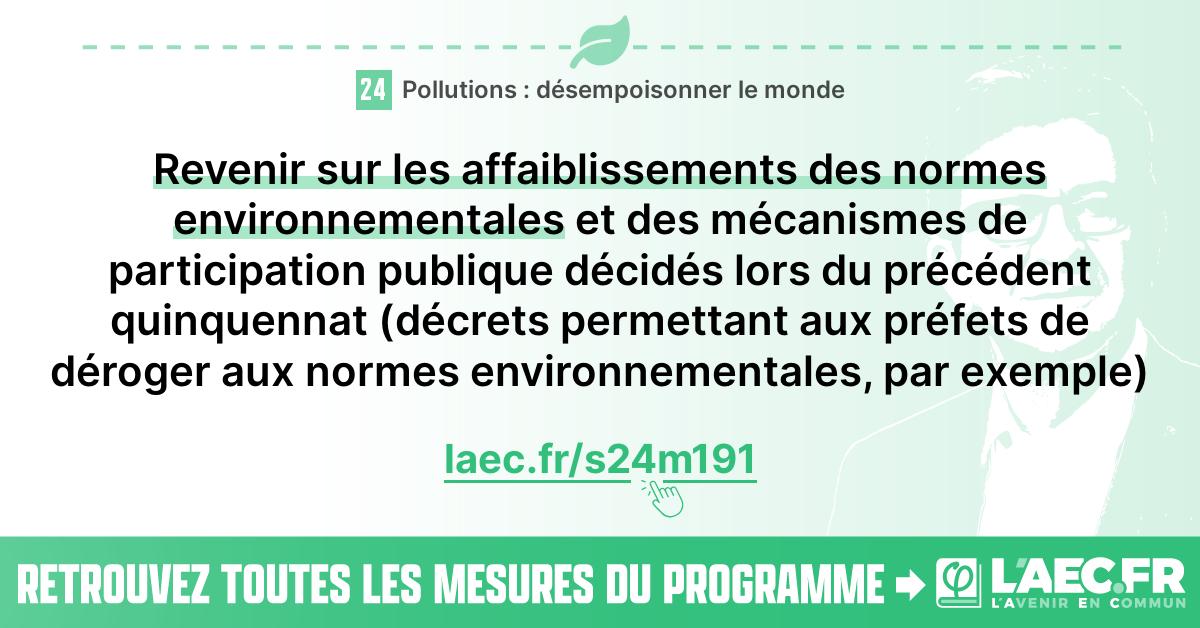 24 Pollutions : désempoisonner le monde
Revenir sur les affaiblissements des normes
environnementales et des mécanismes de
participation publique décidés lors du précédent
quinquennat (décrets permettant aux préfets de
déroger aux normes environnementales, par exemple)
laec.fr/s24m191
RETROUVEZ TOUTES LES MESURES DU PROGRAMME
φ L'AEC.FR
L'AVENIR EN COMMUN